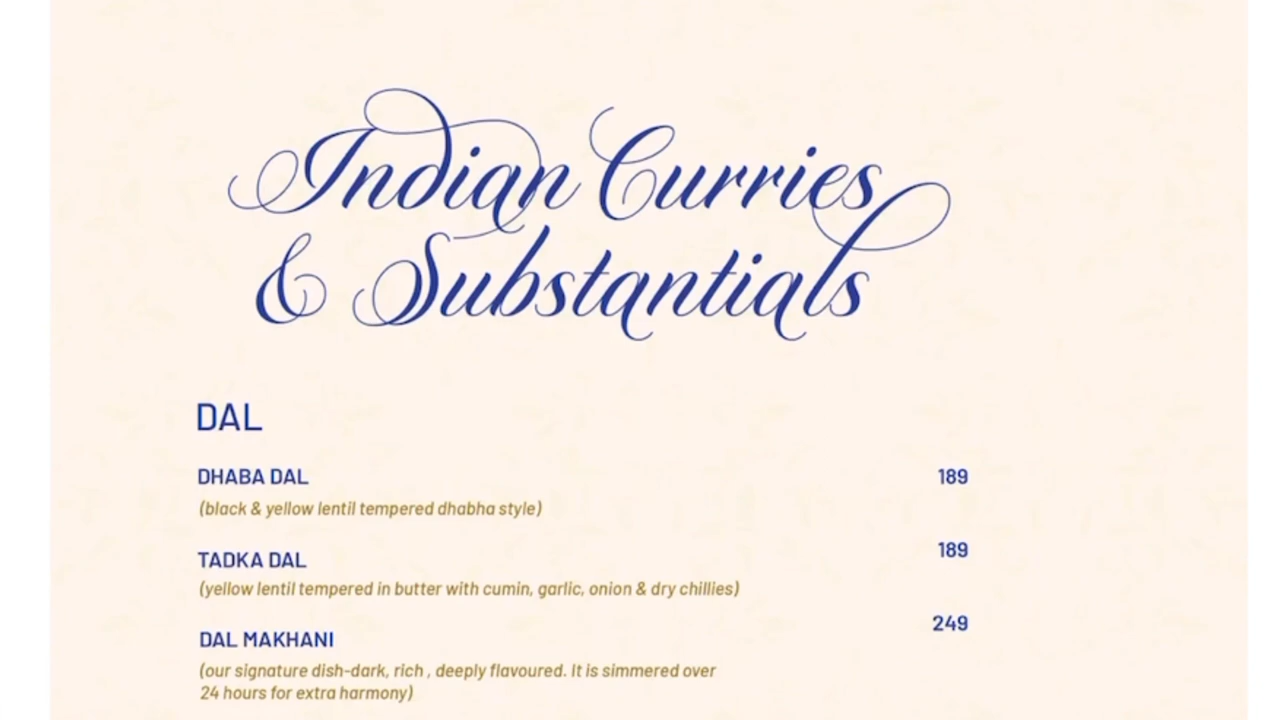 Indian Curries
& Substantials
DAL
DHABA DAL 189
(black & yellow lentil tempered dhabha style)
TADKA DAL 189
(yellow lentil tempered in butter with cumin, garlic, onion & dry chillies)
DAL MAKHANI 249
(our signature dish-dark, rich , deeply flavoured. It is simmered over
24 hours for extra harmony)